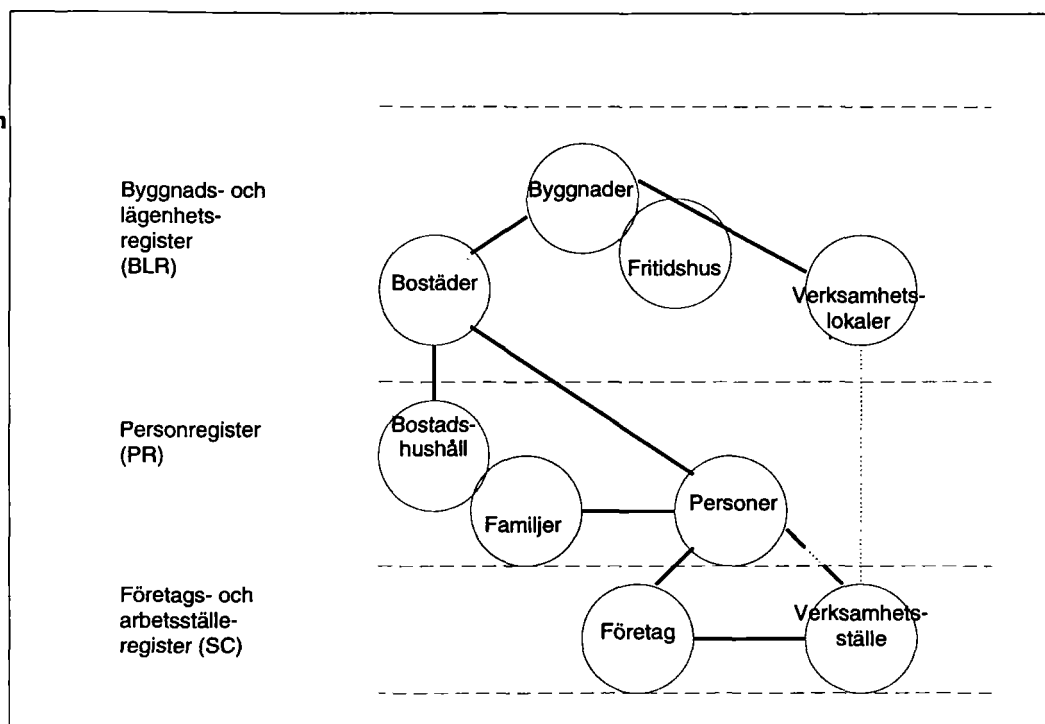 n
Byggnads- och
lägenhets-
register
(BLR)
Byggnader
Fritidshus
Bostäder
Verksamhets-
lokaler
Personregister
(PR)
Bostads-
hushåll
Familjer
Personer
Företags- och
arbetsställe-
register (SC)
Företag
Verksamhets-
ställe